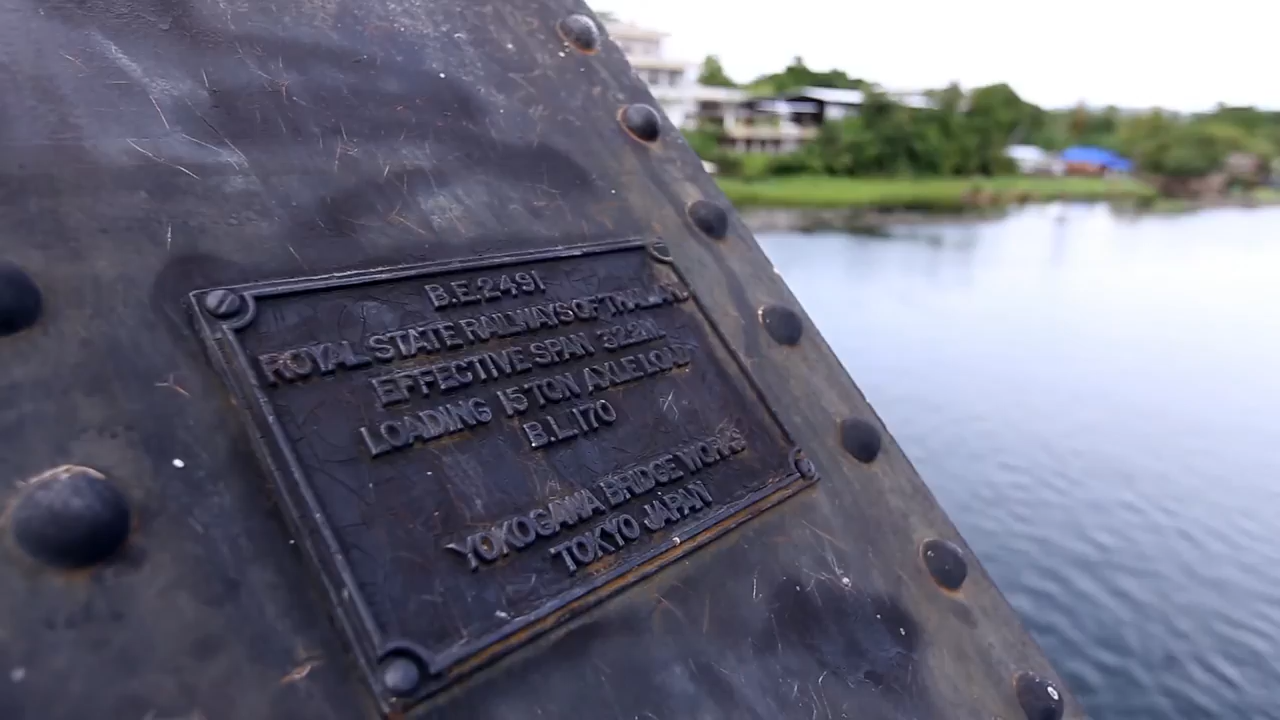 B.E.2491
ROYAL STATE RAILWAYS OF THAILAND
EFFECTIVE SPAN 32.2 M.
LOADING 15 TON AXLE LOAD
B.L.170
YOKOGAWA BRIDGE WORKS
TOKYO JAPAN